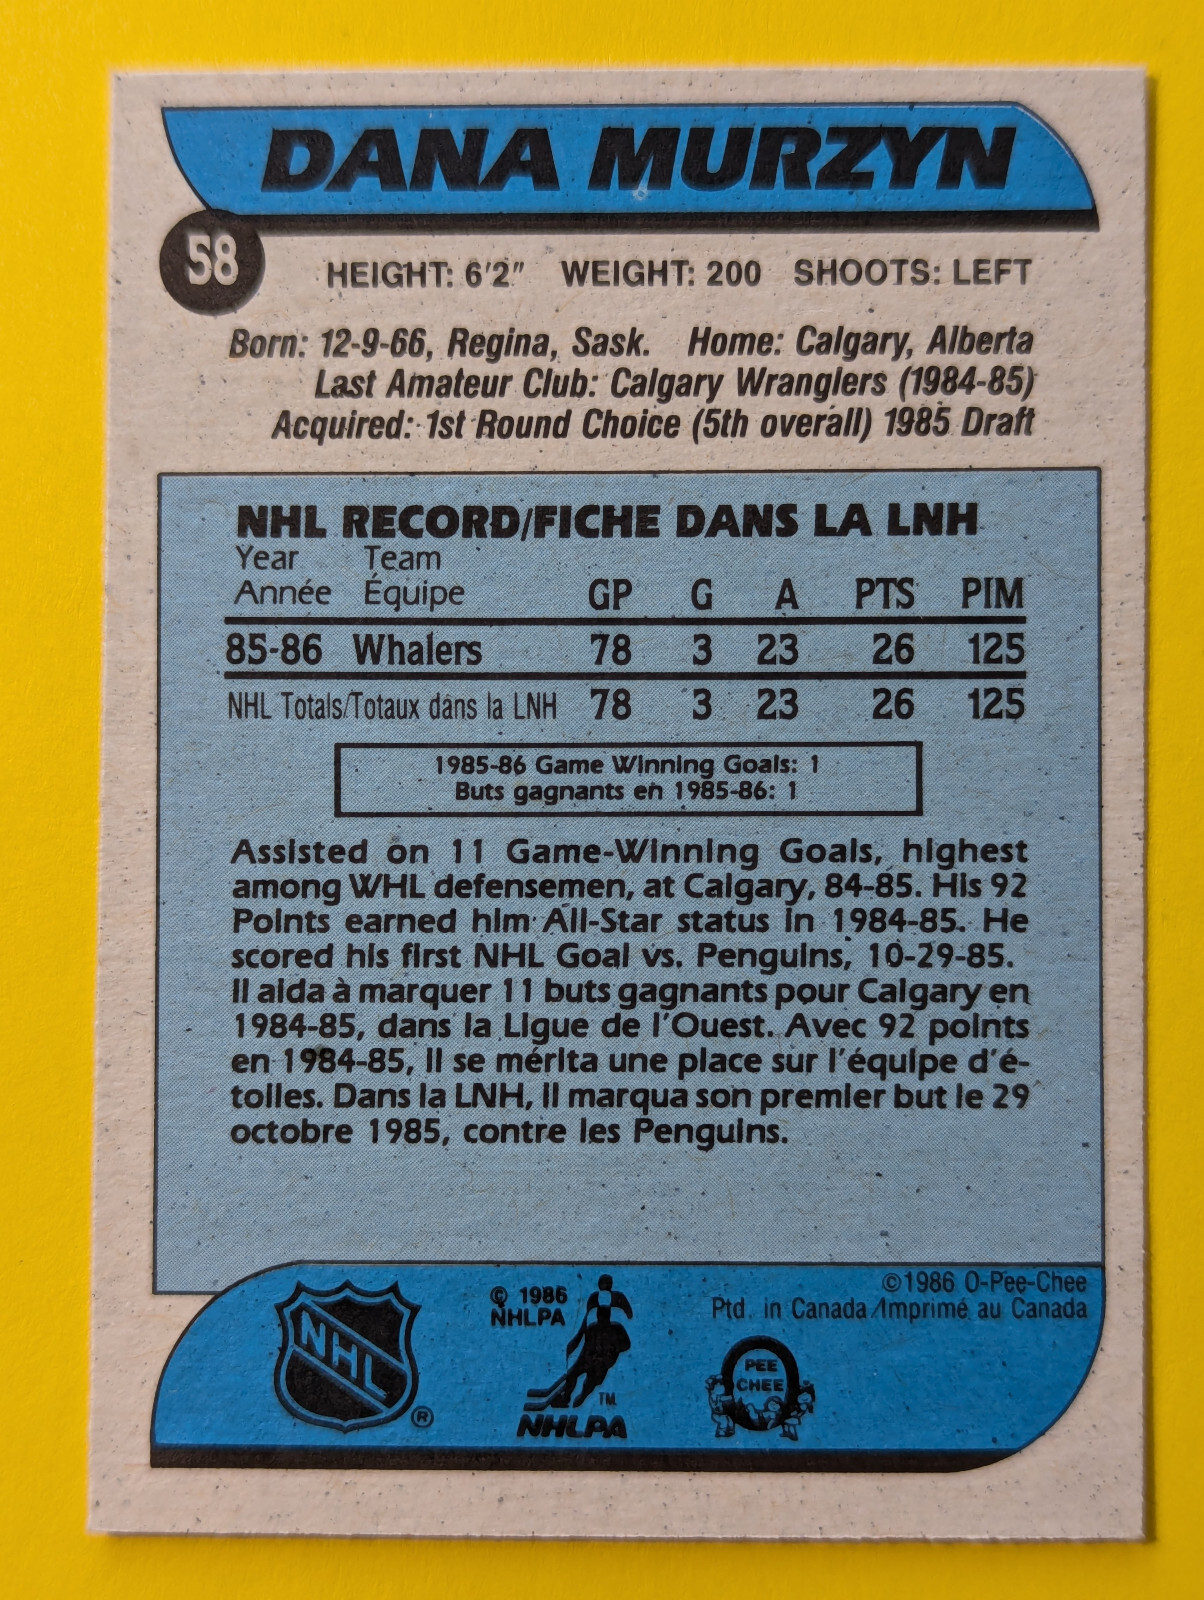 DANA MURZYN
58
HEIGHT: 6'2" WEIGHT: 200 SHOOTS: LEFT
Born: 12-9-66, Regina, Sask. Home: Calgary, Alberta
Last Amateur Club: Calgary Wranglers (1984-85)
Acquired: 1st Round Choice (5th overall) 1985 Draft
NHL RECORD/FICHE DANS LA LNH
Year Team
Année Équipe GP G A PTS PIM
85-86 Whalers 78 3 23 26 125
NHL Totals/Totaux dans la LNH 78 3 23 26 125
1985-86 Game Winning Goals: 1
Buts gagnants en 1985-86: 1
Assisted on 11 Game-Winning Goals, highest
among WHL defensemen, at Calgary, 84-85. His 92
Points earned him All-Star status in 1984-85. He
scored his first NHL Goal vs. Penguins, 10-29-85.
Il aida à marquer 11 buts gagnants pour Calgary en
1984-85, dans la Ligue de l'Ouest. Avec 92 points
en 1984-85, il se mérita une place sur l'équipe d'é-
toiles. Dans la LNH, il marqua son premier but le 29
octobre 1985, contre les Penguins.
©1986 O-Pee-Chee
Ptd. in Canada/Imprimé au Canada
© 1986
NHLPA
NHL
®
TM
NHLPA
PEE
CHEE